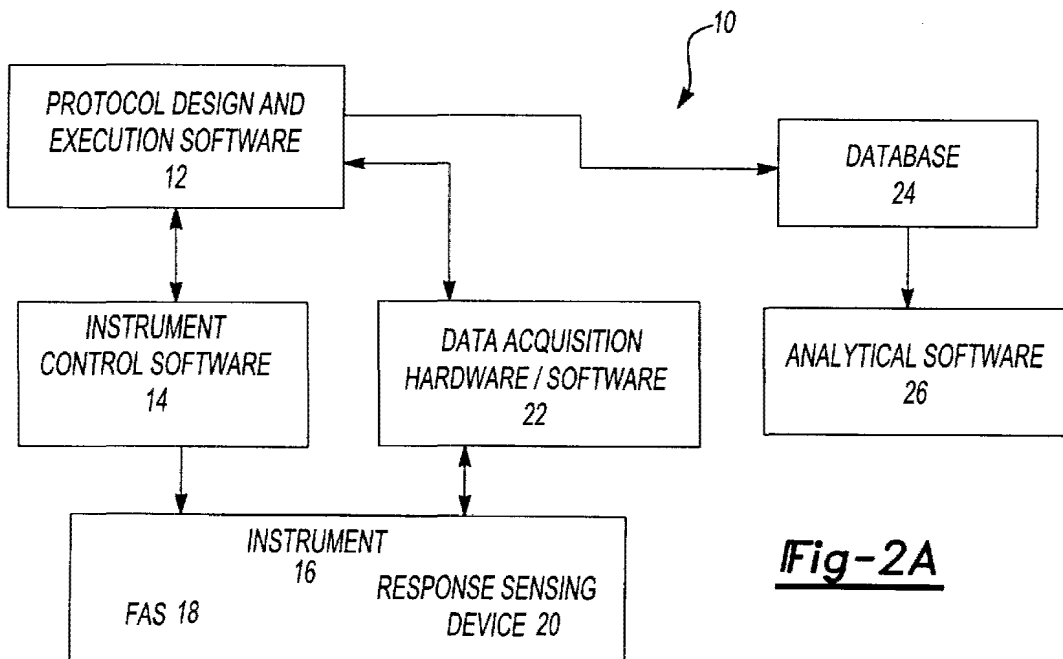 10
PROTOCOL DESIGN AND
EXECUTION SOFTWARE
12
DATABASE
24
INSTRUMENT
CONTROL SOFTWARE
14
DATA ACQUISITION
HARDWARE / SOFTWARE
22
ANALYTICAL SOFTWARE
26
INSTRUMENT
16
FAS 18
RESPONSE SENSING
DEVICE 20
Fig-2A